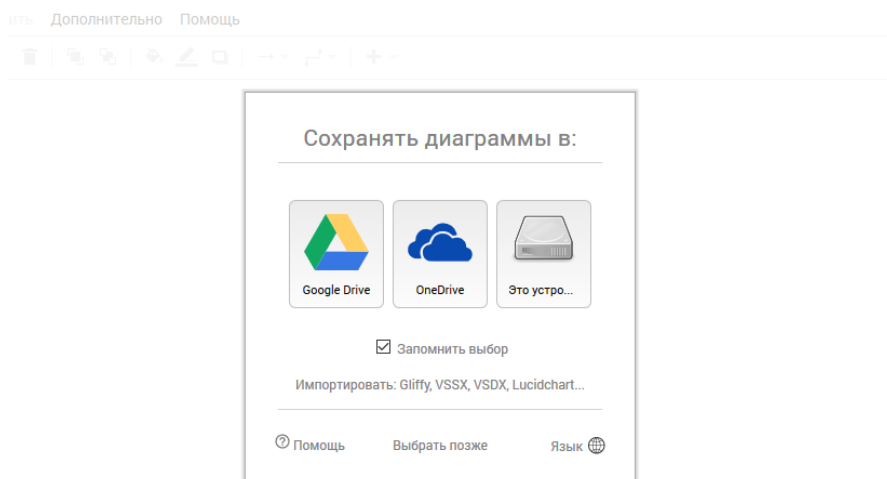 ить Дополнительно Помощь
Сохранять диаграммы в:
Google Drive OneDrive Это устро...
Запомнить выбор
Импортировать: Gliffy, VSSX, VSDX, Lucidchart...
Помощь Выбрать позже Язык